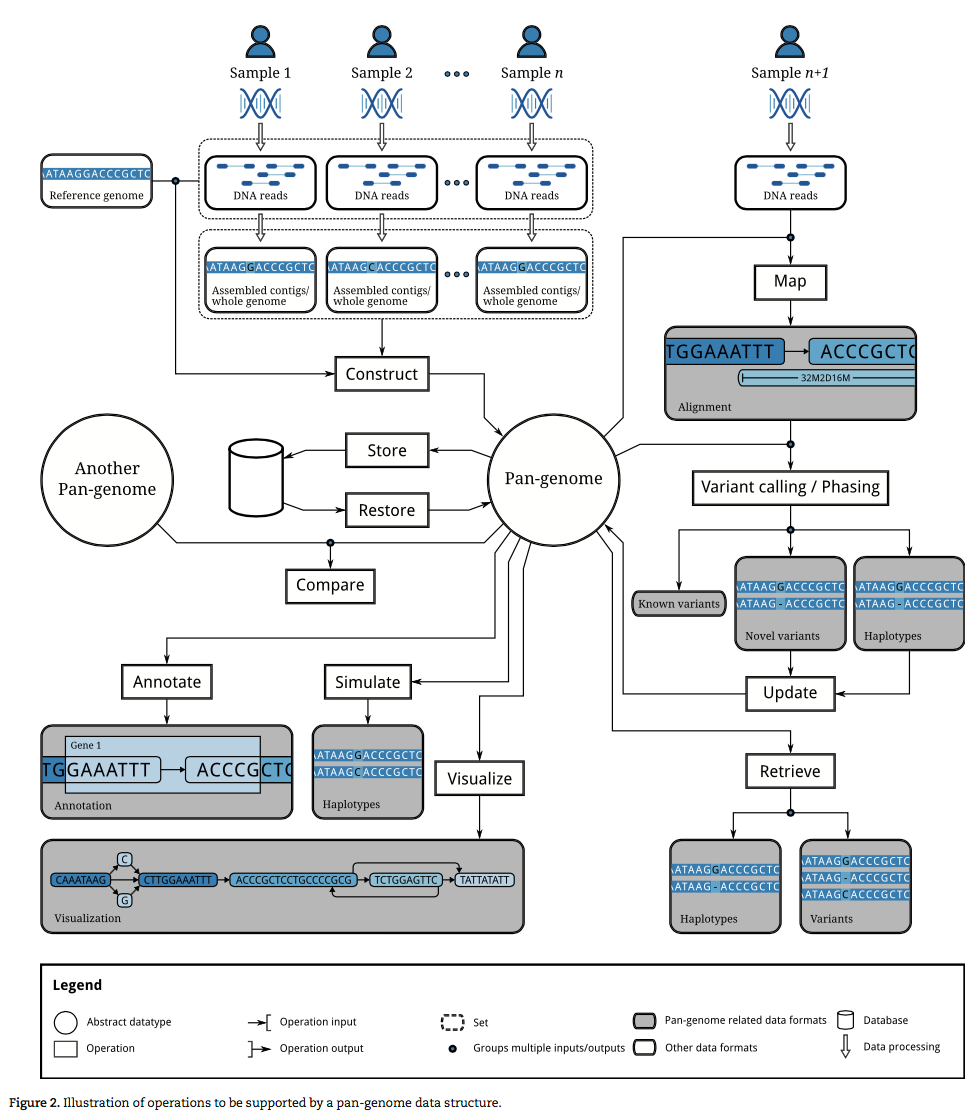 Sample 1
Sample 2
Sample n
Sample n+1
ATAAGGACCCGCTC
Reference genome
DNA reads
DNA reads
DNA reads
DNA reads
ATAAGGACCCGCTC
Assembled contigs/
whole genome
ATAAGCACCCGCTC
Assembled contigs/
whole genome
ATAAGGACCCGCTC
Assembled contigs/
whole genome
Map
TGGAAATTT
ACCCGCTC
32M2D16M
Alignment
Construct
Another
Pan-genome
Store
Restore
Pan-genome
Variant calling / Phasing
Compare
Known variants
ATAAGGACCCGCTC
ATAAG-ACCCGCTC
Novel variants
ATAAGGACCCGCTC
ATAAG-ACCCGCTC
Haplotypes
Annotate
Simulate
Update
Gene 1
TGGAAATTT
ACCCGCTC
Annotation
ATAAGGACCCGCTC
ATAAGCACCCGCTC
Haplotypes
Visualize
Retrieve
CAAATAAG
C
G
CTTGGAAATTT
ACCCGCTCCTGCCCCGCG
TCTGGAGTTC
TATTATATT
Visualization
ATAAGGACCCGCTC
ATAAG-ACCCGCTC
Haplotypes
ATAAGGACCCGCTC
ATAAG-ACCCGCTC
ATAAGCACCCGCTC
Variants
Legend
Abstract datatype
Operation input
Set
Pan-genome related data formats
Database
Operation
Operation output
Groups multiple inputs/outputs
Other data formats
Data processing
Figure 2. Illustration of operations to be supported by a pan-genome data structure.